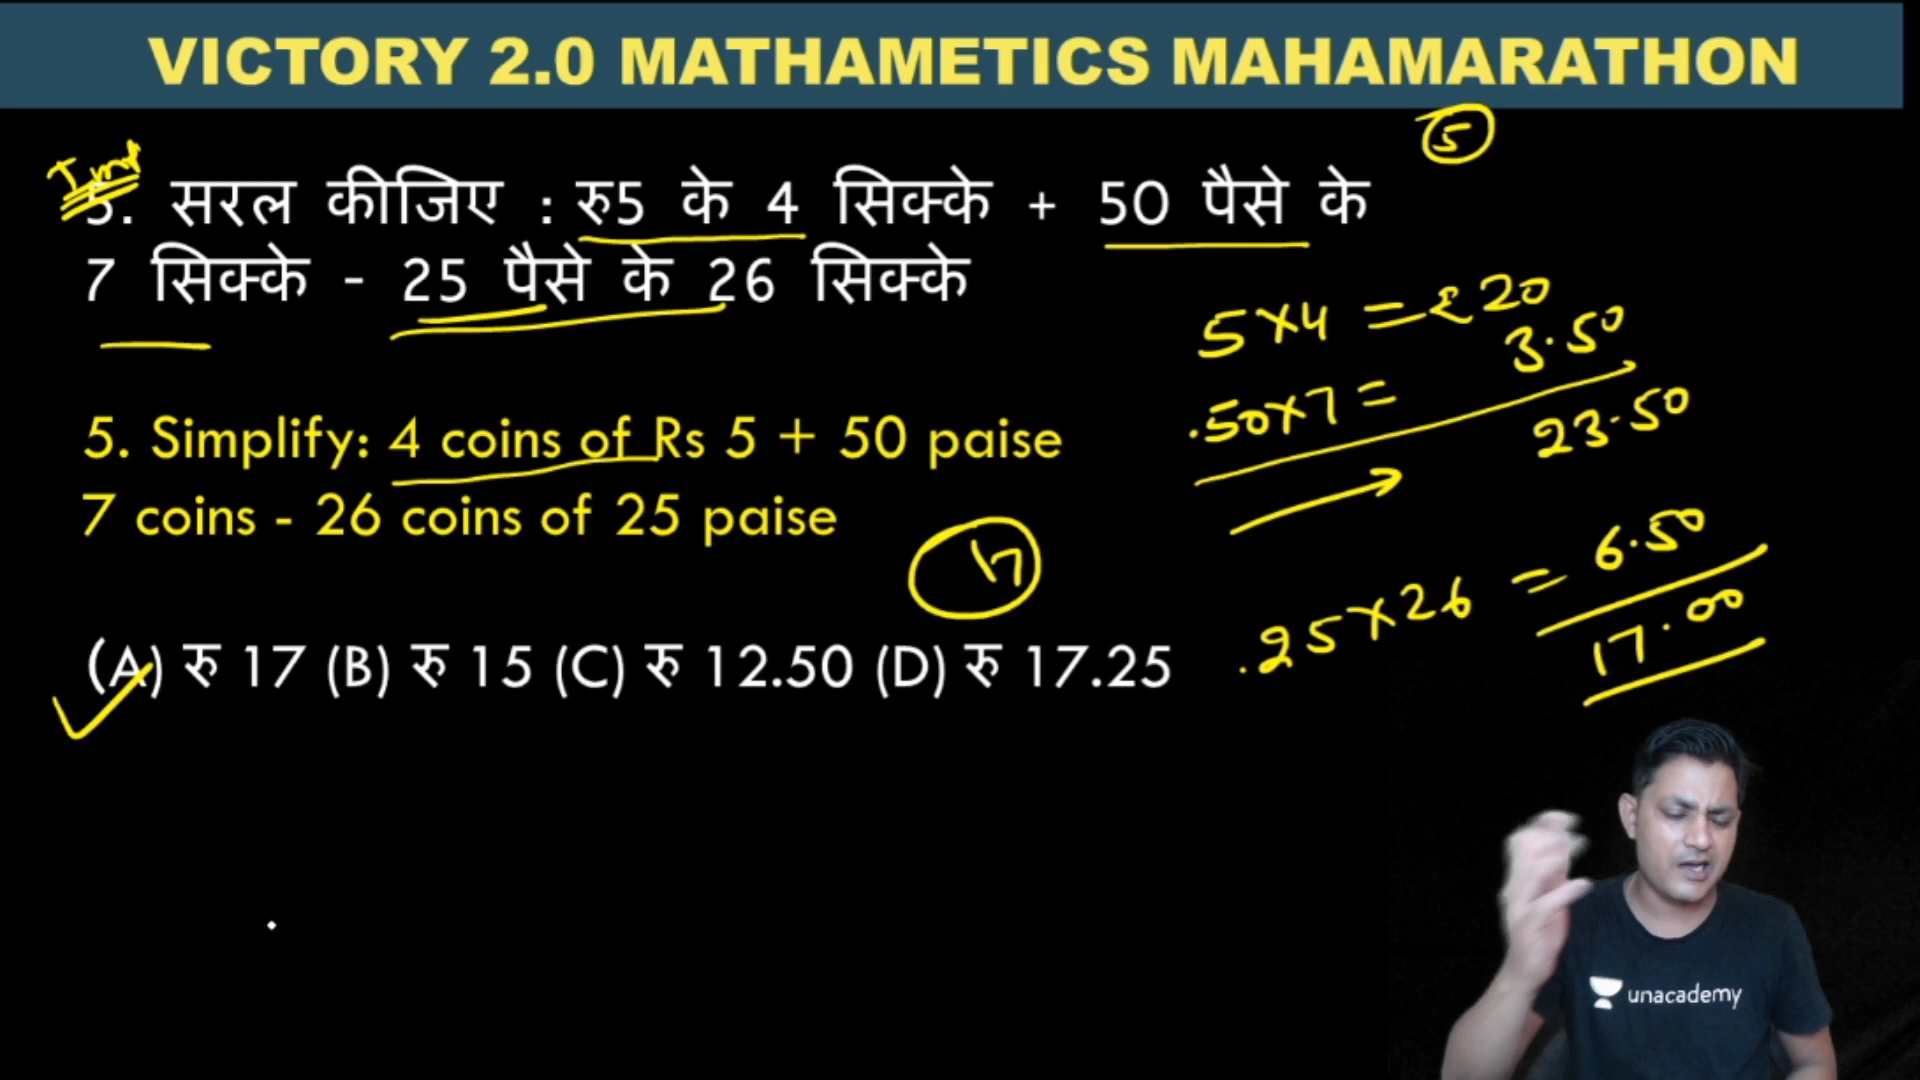 VICTORY 2.0 MATHAMETICS MAHAMARATHON
5
Imp
5. सरल कीजिए : रु5 के 4 सिक्के + 50 पैसे के
7 सिक्के - 25 पैसे के 26 सिक्के
5×4 = ₹20
.50×7 = 3.50
23.50
5. Simplify: 4 coins of Rs 5 + 50 paise
7 coins - 26 coins of 25 paise
17
.25×26 = 6.50
17.00
(A) रु 17 (B) रु 15 (C) रु 12.50 (D) रु 17.25
unacademy